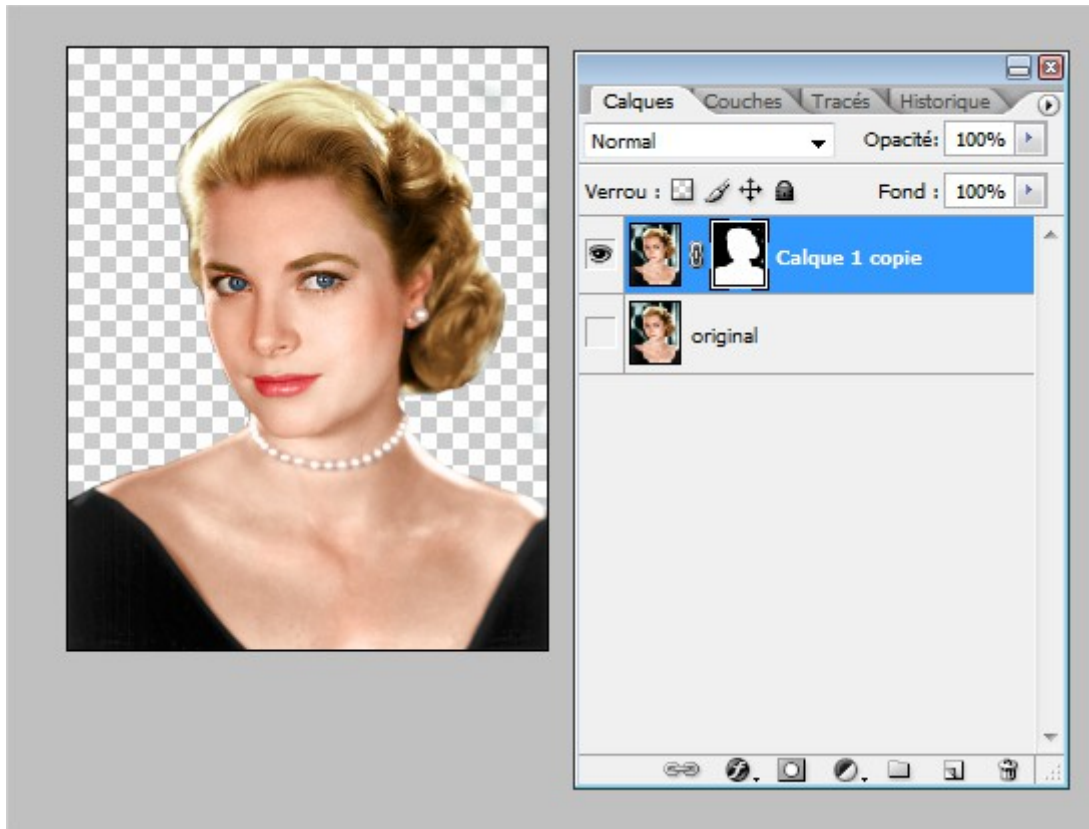 Calques Couches Tracés Historique
Normal Opacité: 100%
Verrou : Fond : 100%
Calque 1 copie
original